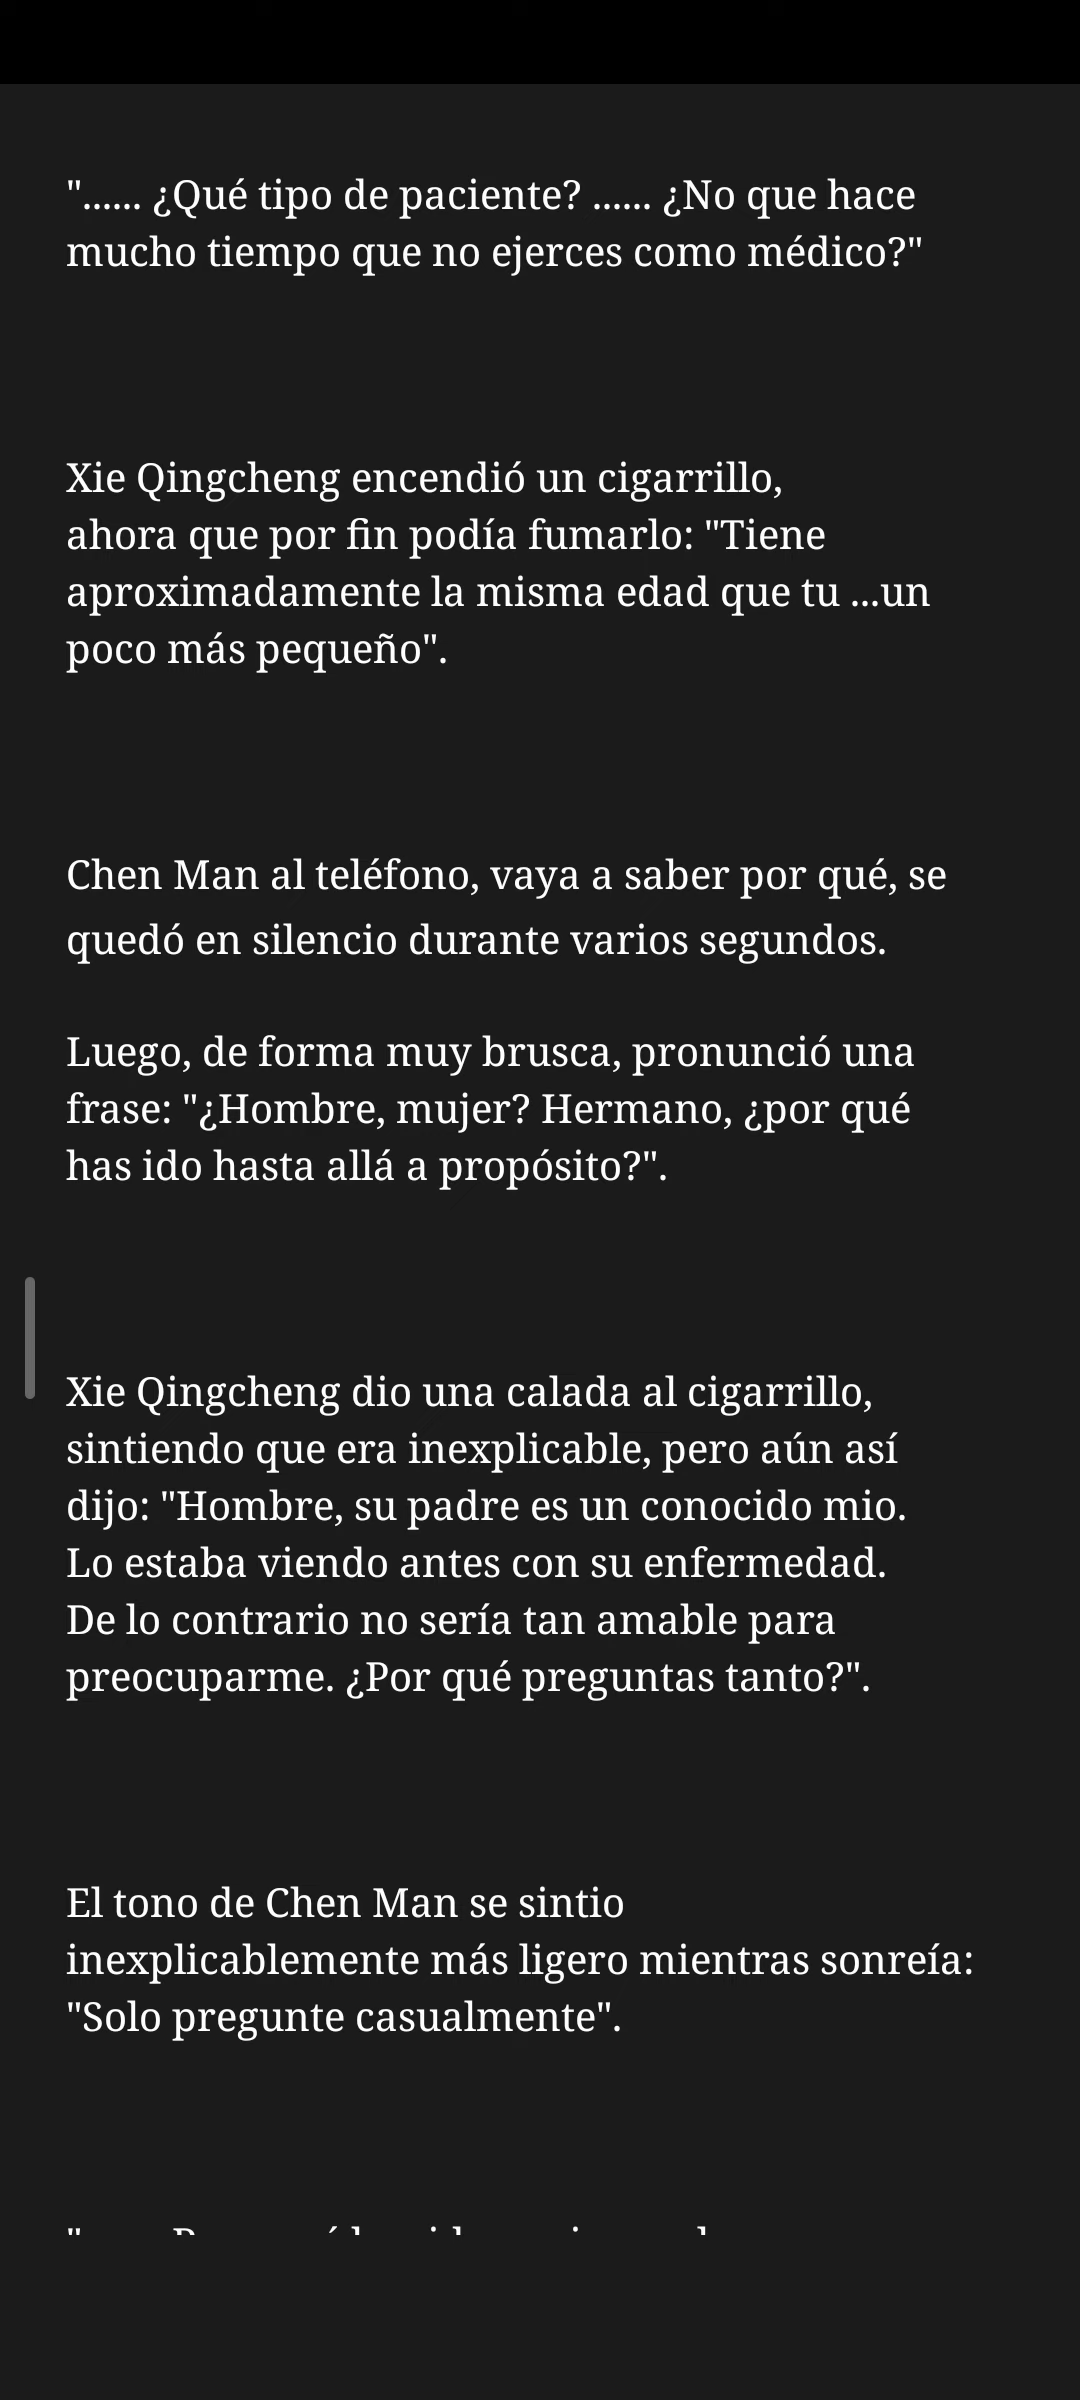 "...... ¿Qué tipo de paciente? ...... ¿No que hace
mucho tiempo que no ejerces como médico?"
Xie Qingcheng encendió un cigarrillo,
ahora que por fin podía fumarlo: "Tiene
aproximadamente la misma edad que tu ...un
poco más pequeño".
Chen Man al teléfono, vaya a saber por qué, se
quedó en silencio durante varios segundos.
Luego, de forma muy brusca, pronunció una
frase: "¿Hombre, mujer? Hermano, ¿por qué
has ido hasta allá a propósito?".
Xie Qingcheng dio una calada al cigarrillo,
sintiendo que era inexplicable, pero aún así
dijo: "Hombre, su padre es un conocido mio.
Lo estaba viendo antes con su enfermedad.
De lo contrario no sería tan amable para
preocuparme. ¿Por qué preguntas tanto?".
El tono de Chen Man se sintio
inexplicablemente más ligero mientras sonreía:
"Solo pregunte casualmente".